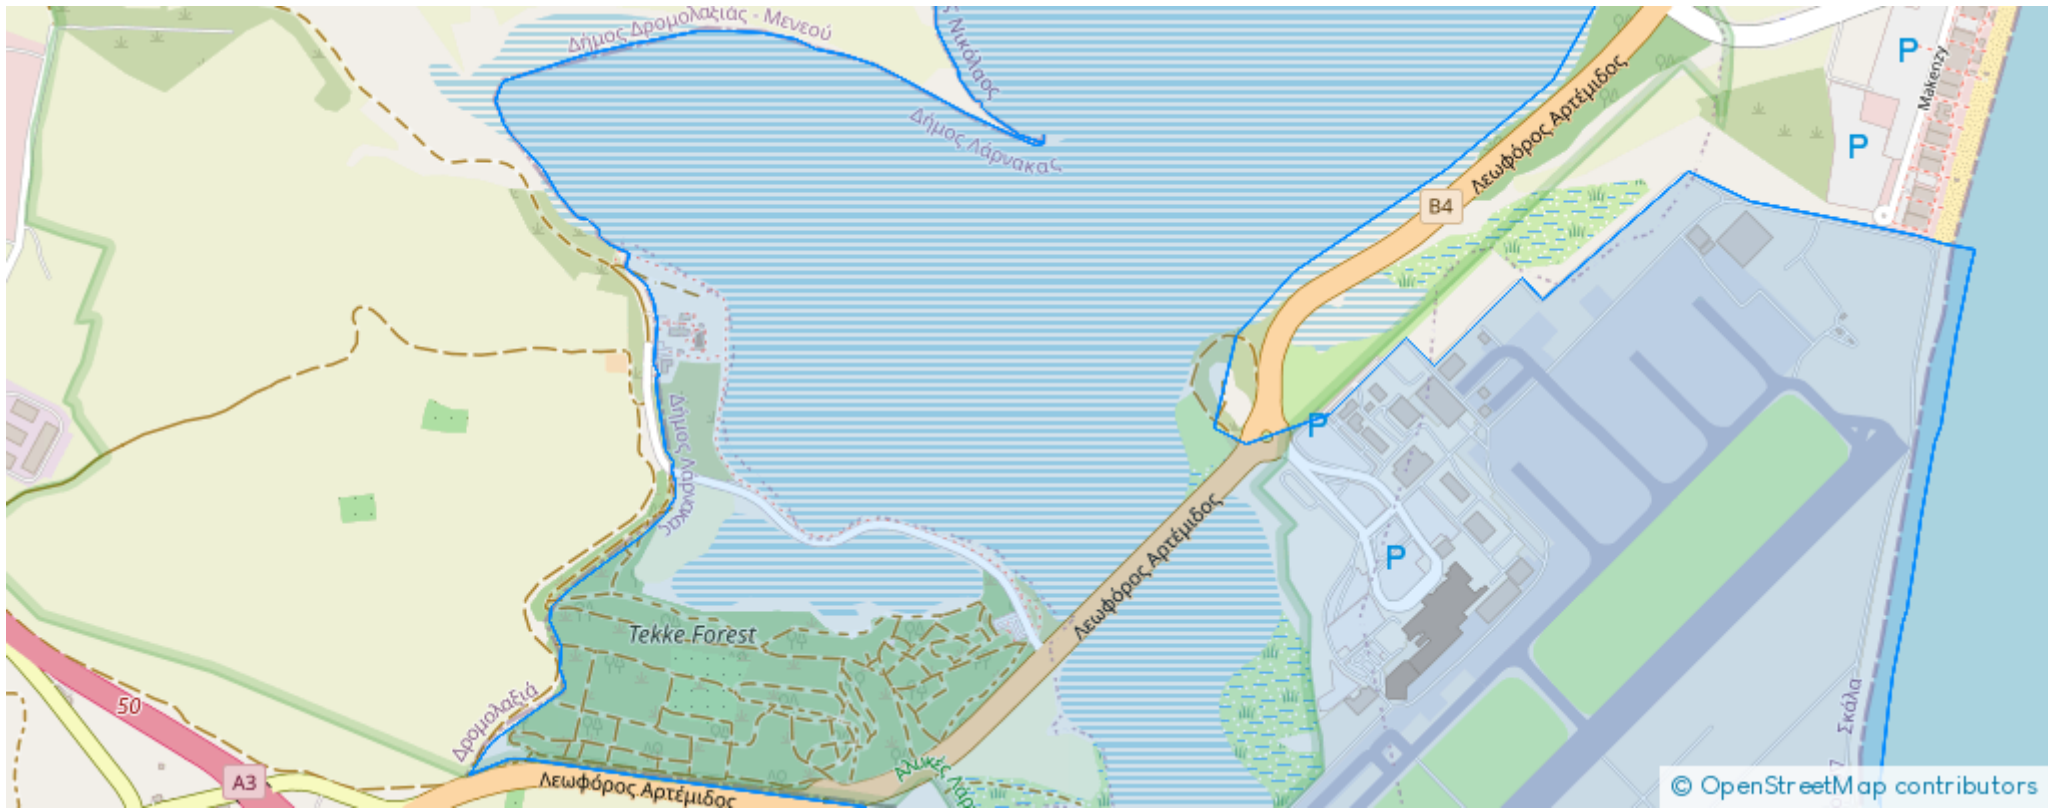 Δήμος Δρομολαξιάς - Μενεού
Νικόλαος
Δήμος Λάρνακας
Λεωφόρος Αρτέμιδος
B4
P
P
Makenzy
P
P
Δήμος Λάρνακας
Λεωφόρος Αρτέμιδος
Tekke Forest
Δρομολαξιά
50
A3
Λεωφόρος Αρτέμιδος
Αλυκές
Σκάλα
© OpenStreetMap contributors